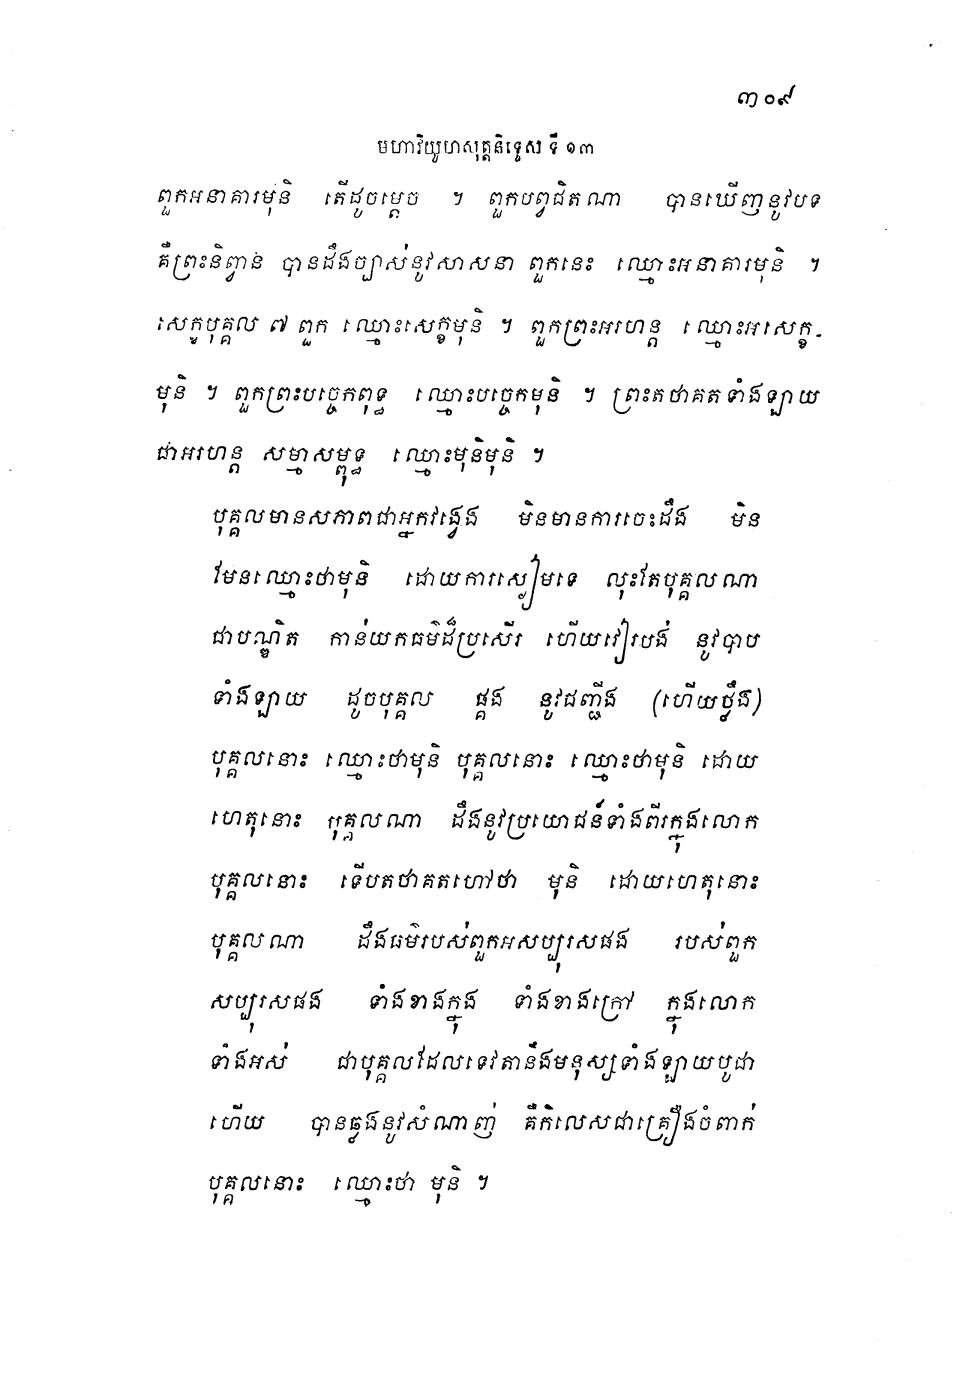 ៣០៩
មហាវិយូហសុត្តនិទ្ទេស ទី ១៣
ពួកអនាគារមុនិ តើដូចម្តេច ។ ពួកបព្វជិតណា បានឃើញនូវបទ
គឺព្រះនិព្វាន បានដឹងច្បាស់នូវសាសនា ពួកនេះ ឈ្មោះអនាគារមុនិ ។
សេក្ខបុគ្គល ៧ ពួក ឈ្មោះសេក្ខមុនិ ។ ពួកព្រះអរហន្ត ឈ្មោះអសេក្ខ-
មុនិ ។ ពួកព្រះបច្ចេកពុទ្ធ ឈ្មោះបច្ចេកមុនិ ។ ព្រះតថាគតទាំងឡាយ
ជាអរហន្ត សម្មាសម្ពុទ្ធ ឈ្មោះមុនិមុនិ ។
បុគ្គលមានសភាពជាអ្នកវង្វេង មិនមានការចេះដឹង មិន
មែនឈ្មោះថាមុនិ ដោយការស្ងៀមទេ លុះតែបុគ្គលណា
ជាបណ្ឌិត កាន់យកធម៌ដ៏ប្រសើរ ហើយវៀរបង់ នូវបាប
ទាំងឡាយ ដូចបុគ្គល ផ្គង នូវជញ្ជីង (ហើយថ្លឹង)
បុគ្គលនោះ ឈ្មោះថាមុនិ បុគ្គលនោះ ឈ្មោះថាមុនិ ដោយ
ហេតុនោះ បុគ្គលណា ដឹងនូវប្រយោជន៍ទាំងពីរក្នុងលោក
បុគ្គលនោះ ទើបតថាគតហៅថា មុនិ ដោយហេតុនោះ
បុគ្គលណា ដឹងធម៌របស់ពួកអសប្បុរសផង របស់ពួក
សប្បុរសផង ទាំងខាងក្នុង ទាំងខាងក្រៅ ក្នុងលោក
ទាំងអស់ ជាបុគ្គលដែលទេវតានឹងមនុស្សទាំងឡាយបូជា
ហើយ បានធ្លងនូវសំណាញ់ គឺកិលេសជាគ្រឿងចំពាក់
បុគ្គលនោះ ឈ្មោះថា មុនិ ។